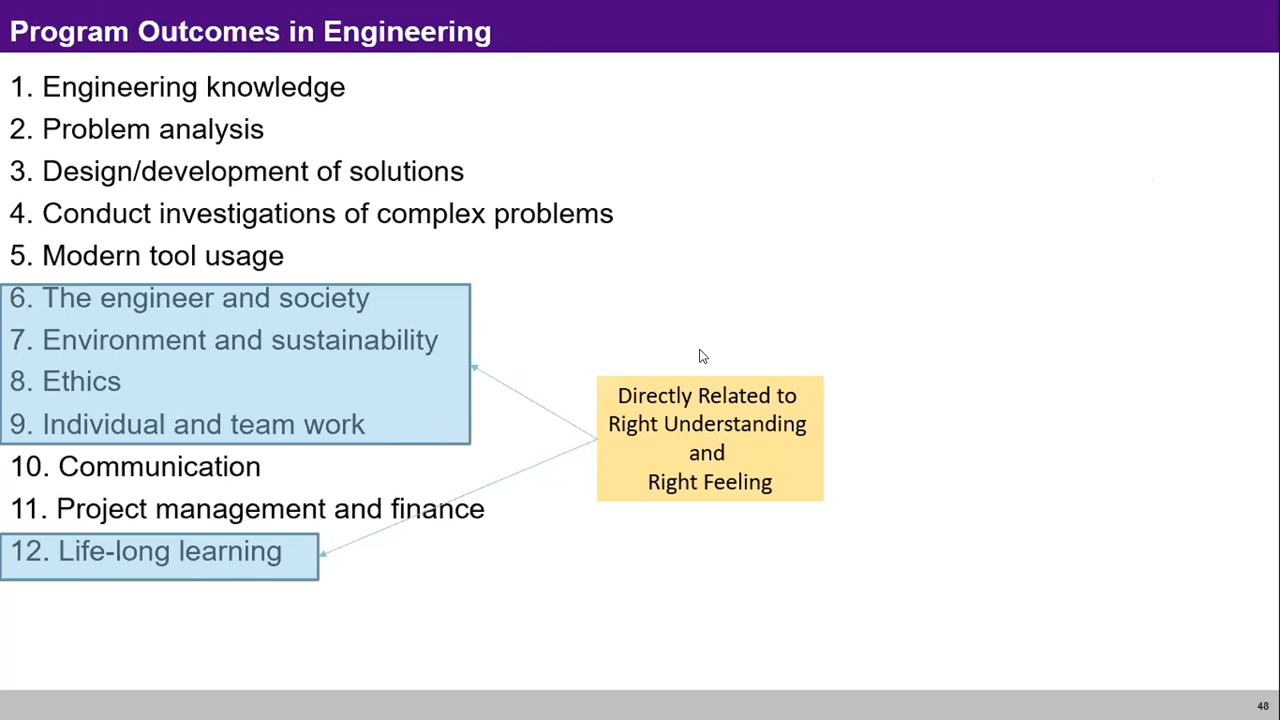 Program Outcomes in Engineering
1. Engineering knowledge
2. Problem analysis
3. Design/development of solutions
4. Conduct investigations of complex problems
5. Modern tool usage
6. The engineer and society
7. Environment and sustainability
8. Ethics
9. Individual and team work
10. Communication
11. Project management and finance
12. Life-long learning
Directly Related to
Right Understanding
and
Right Feeling
48